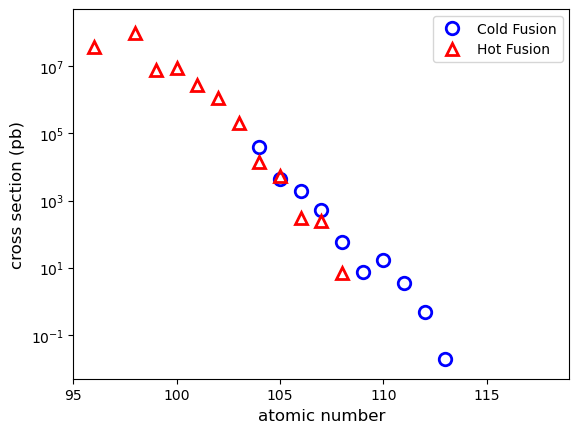 Cold Fusion
Hot Fusion
cross section (pb)
10^7
10^5
10^3
10^1
10^−1
95 100 105 110 115
atomic number